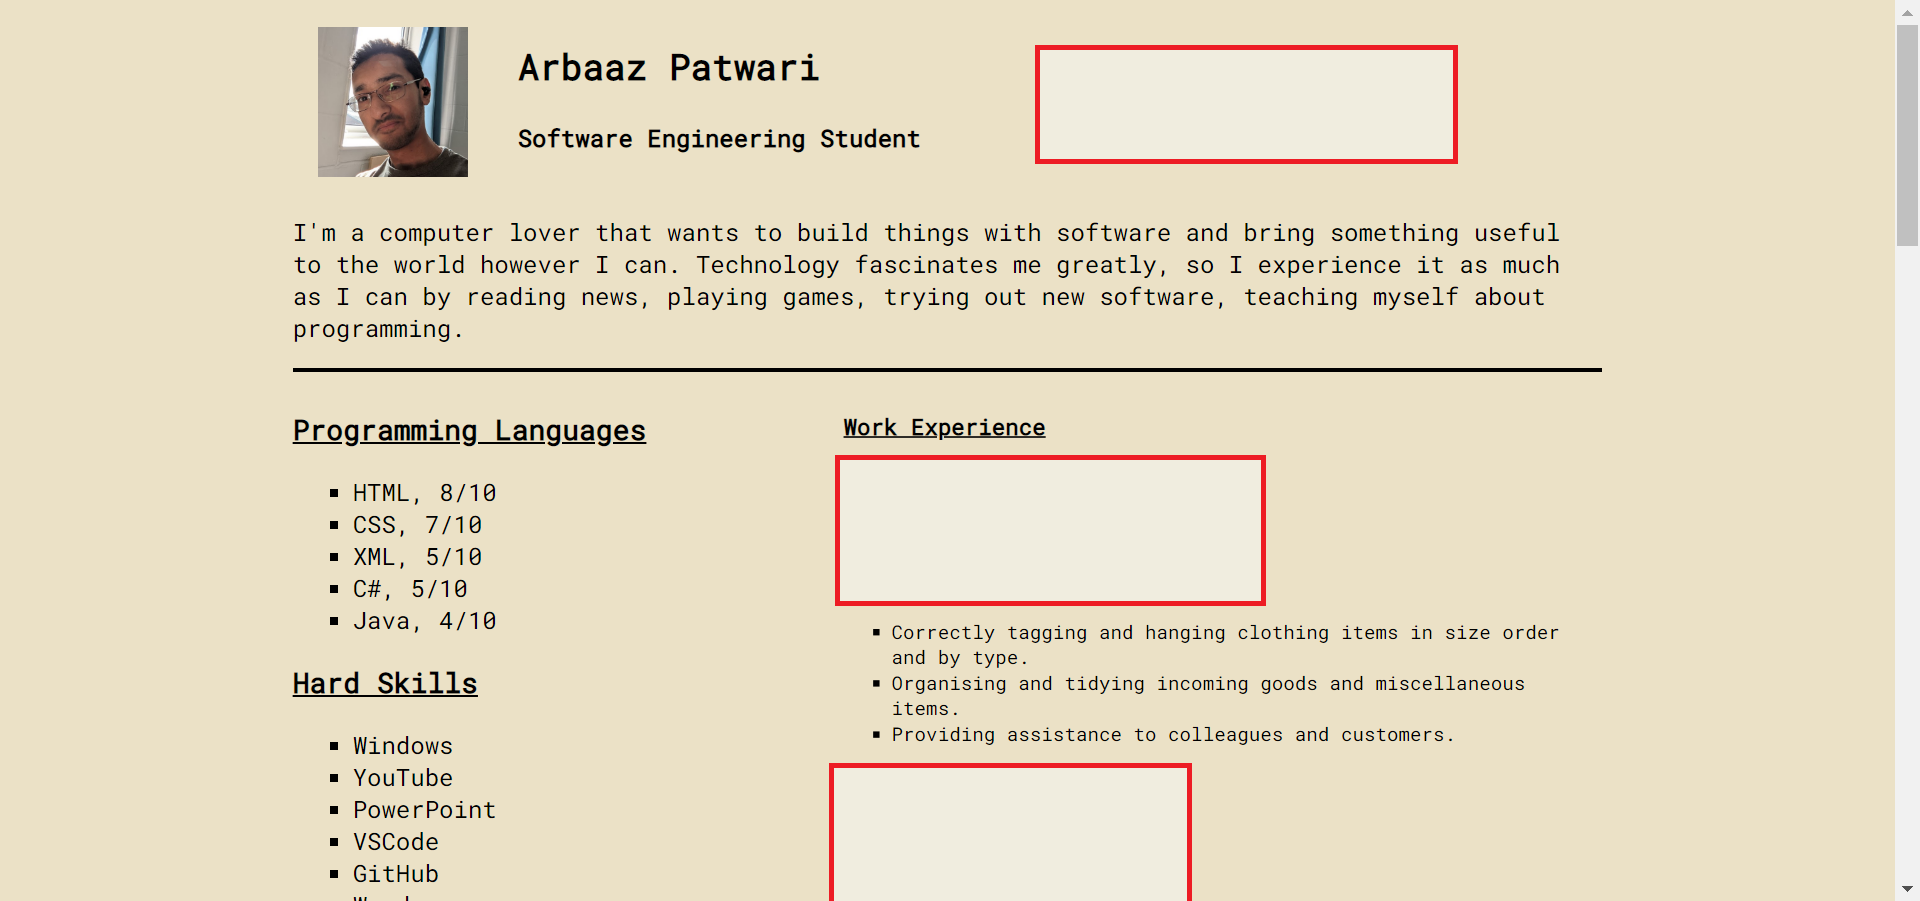 Arbaaz Patwari
Software Engineering Student
I'm a computer lover that wants to build things with software and bring something useful
to the world however I can. Technology fascinates me greatly, so I experience it as much
as I can by reading news, playing games, trying out new software, teaching myself about
programming.
Programming Languages
HTML, 8/10
CSS, 7/10
XML, 5/10
C#, 5/10
Java, 4/10
Hard Skills
Windows
YouTube
PowerPoint
VSCode
GitHub
Work Experience
Correctly tagging and hanging clothing items in size order
and by type.
Organising and tidying incoming goods and miscellaneous
items.
Providing assistance to colleagues and customers.